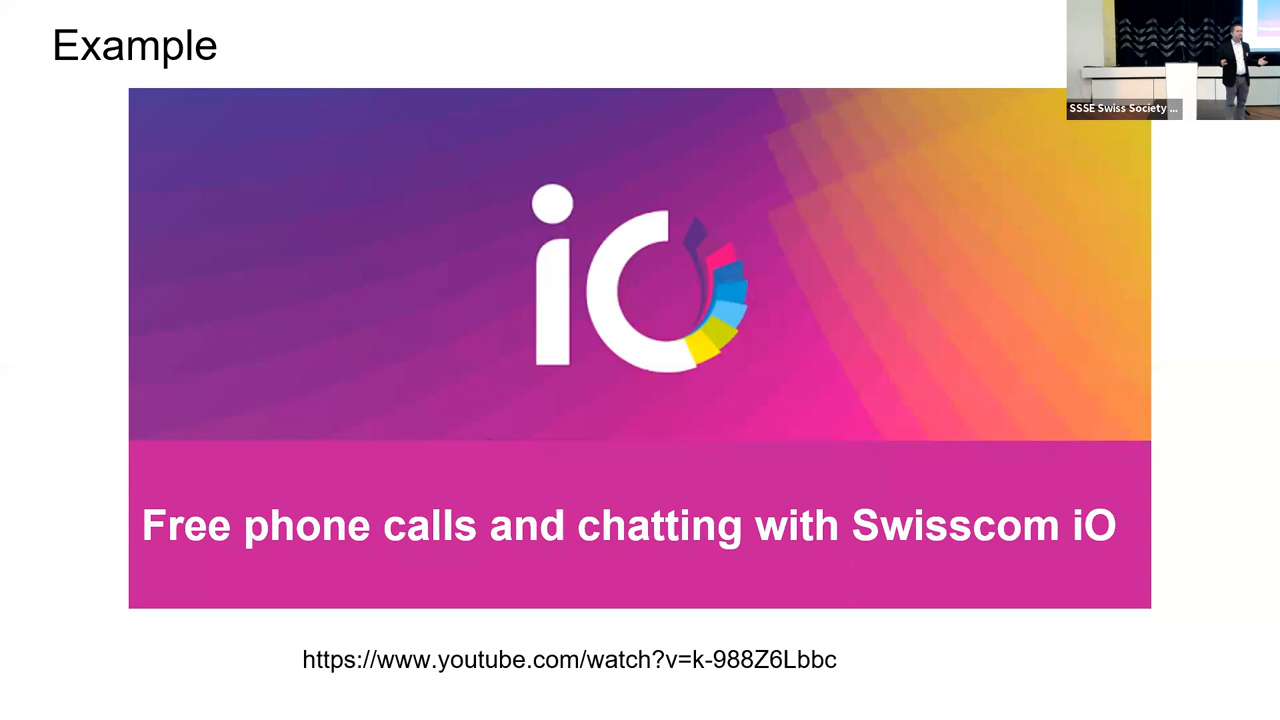 Example
SSSE Swiss Society ...
iO
Free phone calls and chatting with Swisscom iO
https://www.youtube.com/watch?v=k-988Z6Lbbc